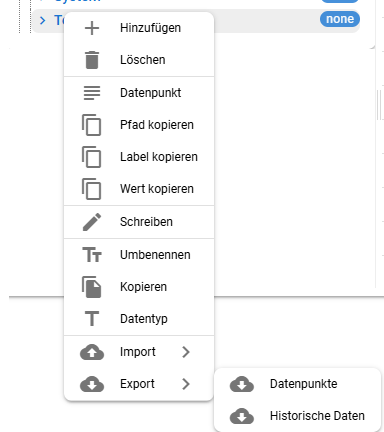 none
Hinzufügen
Löschen
Datenpunkt
Pfad kopieren
Label kopieren
Wert kopieren
Schreiben
Umbenennen
Kopieren
Datentyp
Import
Export
Datenpunkte
Historische Daten